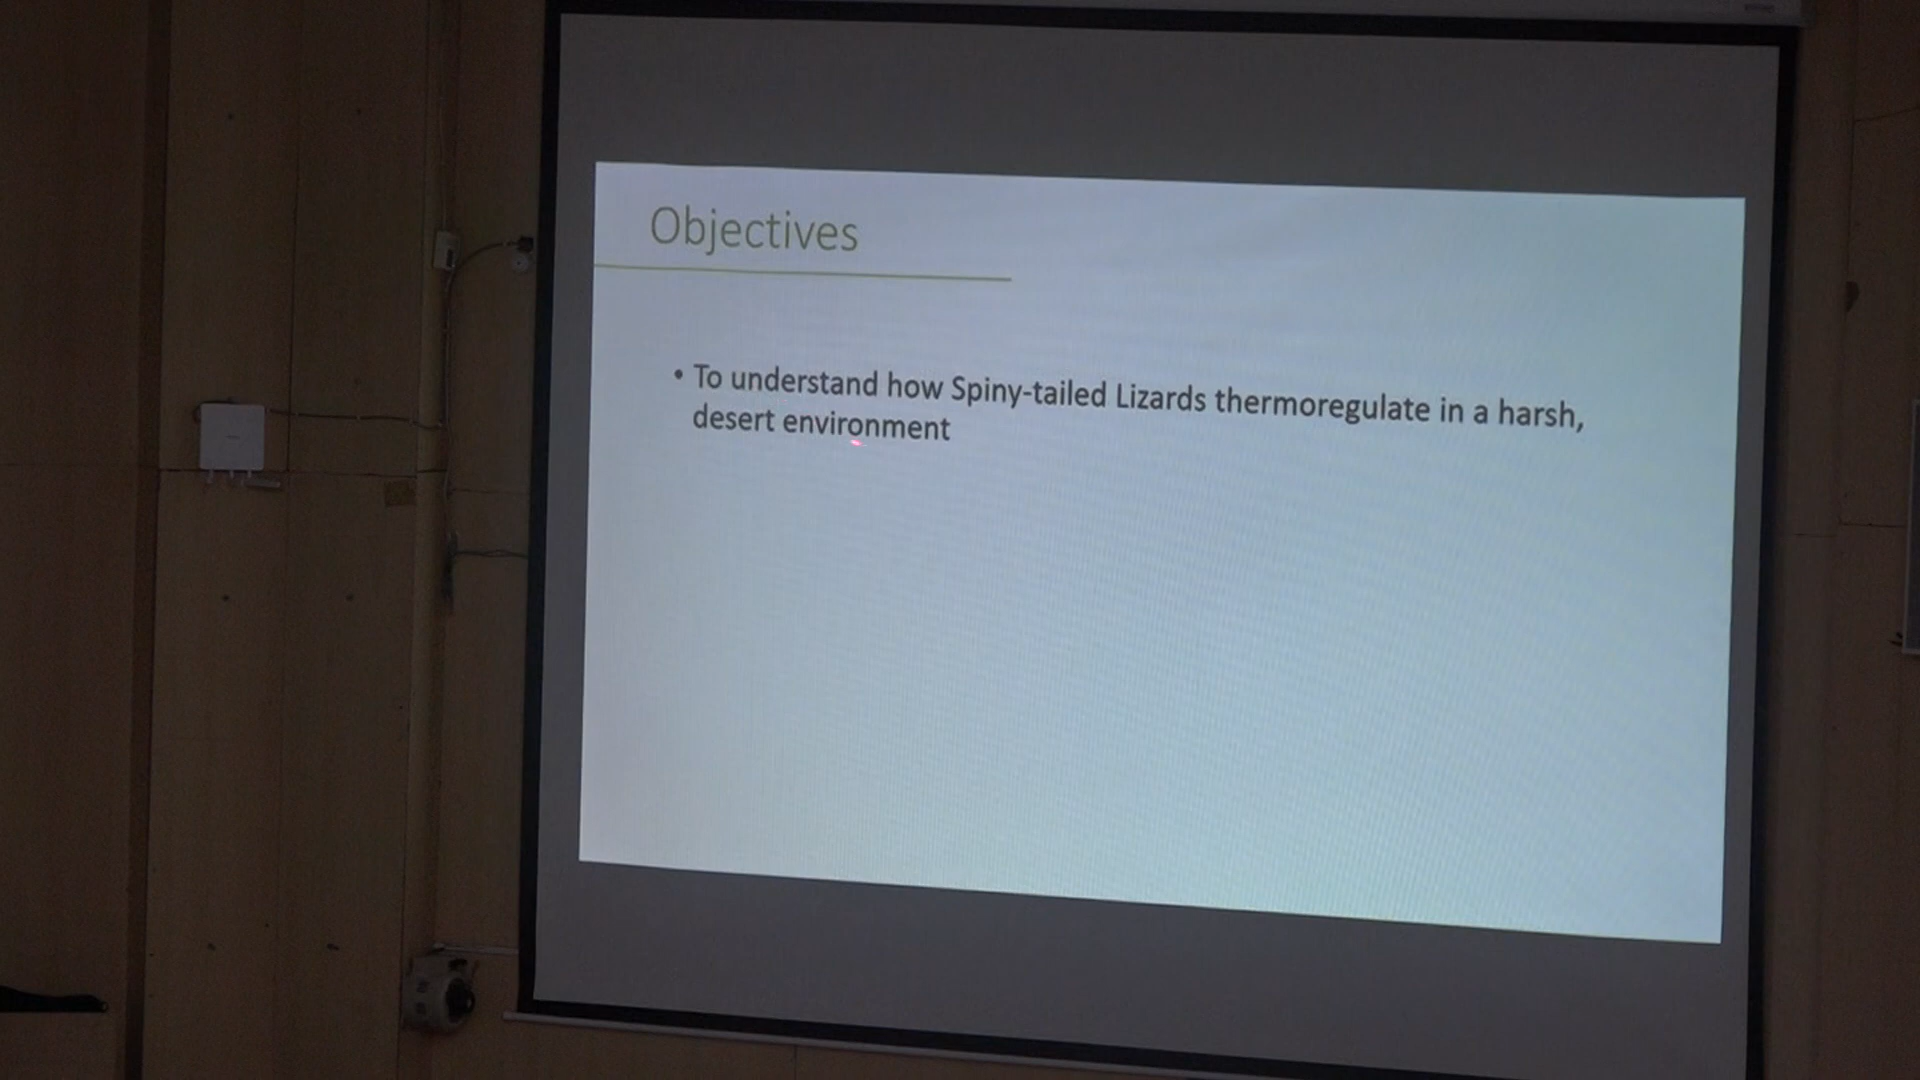 Objectives
• To understand how Spiny-tailed Lizards thermoregulate in a harsh,
desert environment